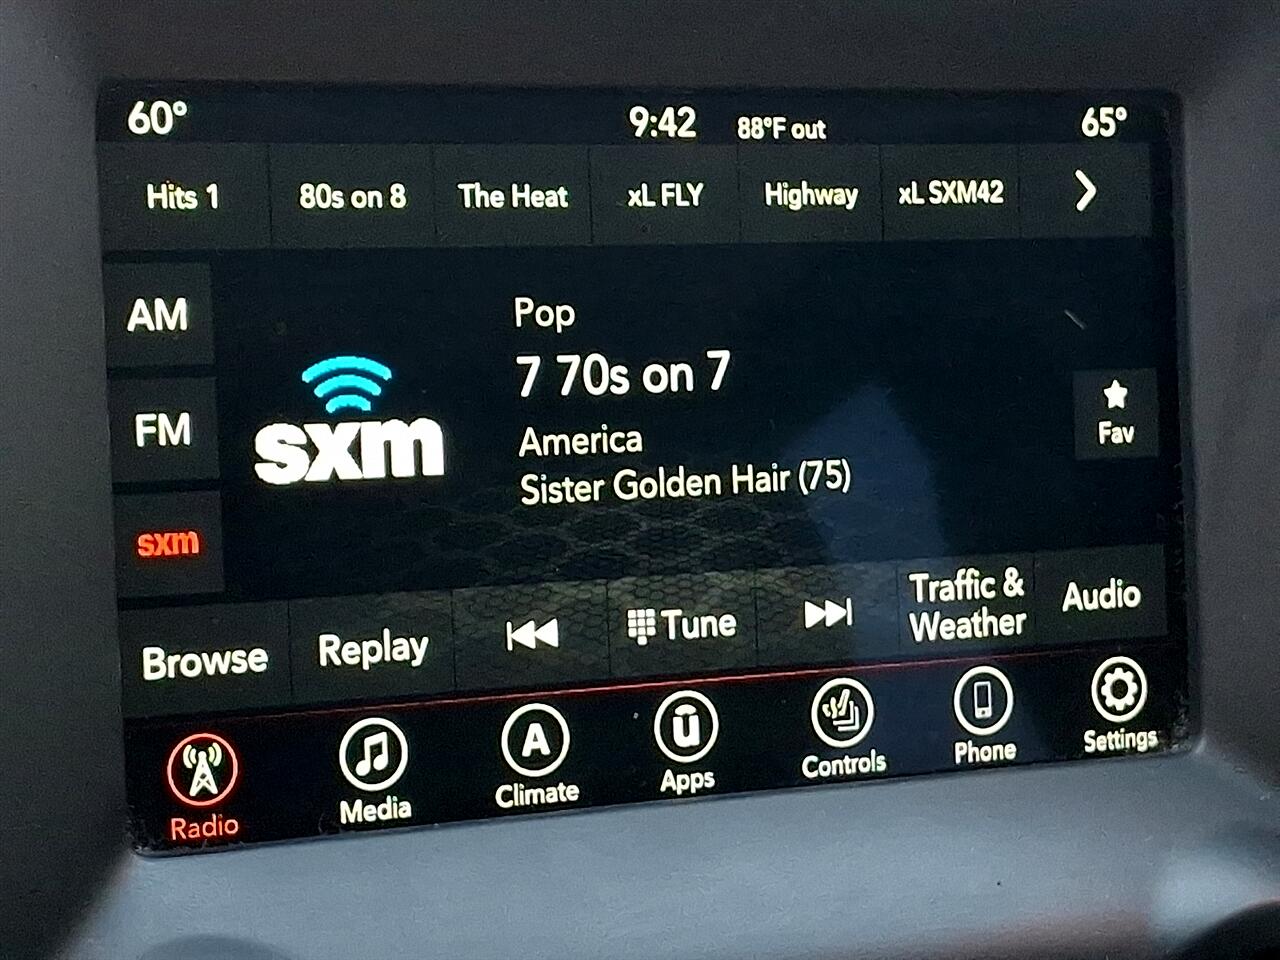 60° 9:42 88°F out 65°
Hits 1 80s on 8 The Heat xL FLY Highway xL SXM42
AM
FM
sxm
sxm
Pop
7 70s on 7
America
Sister Golden Hair (75)
Fav
Browse Replay Tune Traffic & Weather Audio
A
ū
Radio Media Climate Apps Controls Phone Settings